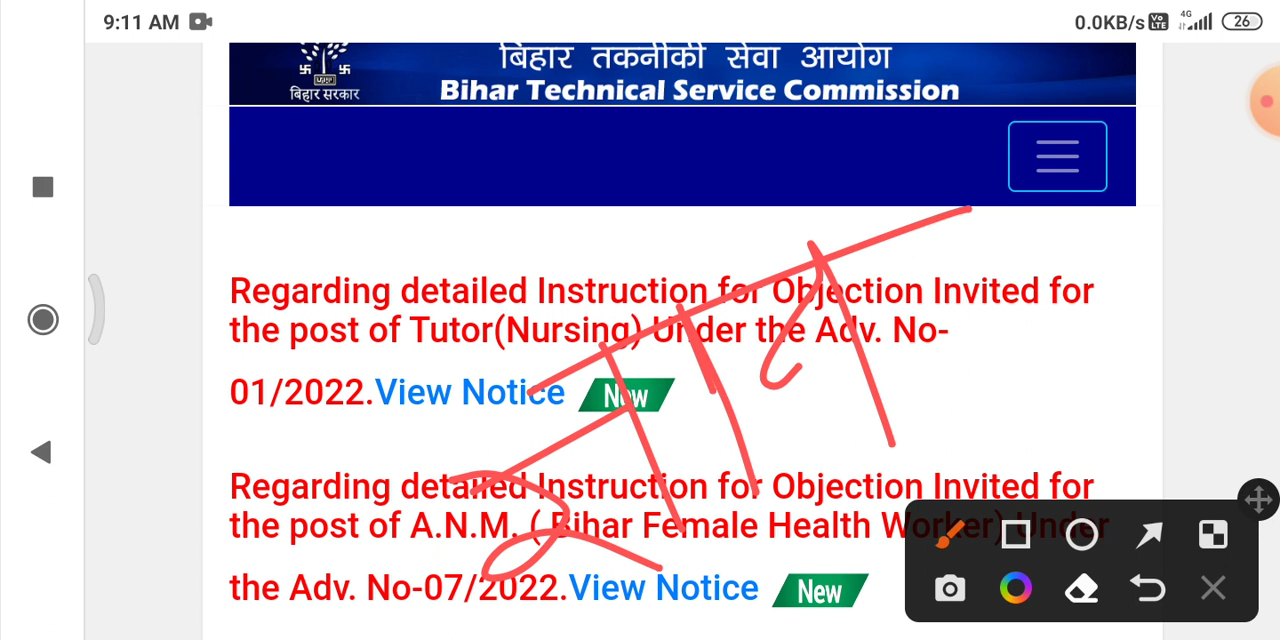 9:11 AM
0.0KB/s Vo LTE 4G 26
बिहार तकनीकी सेवा आयोग
बिहार सरकार
Bihar Technical Service Commission
Regarding detailed Instruction for Objection Invited for
the post of Tutor(Nursing) Under the Adv. No-
01/2022.View Notice New
Regarding detailed Instruction for Objection Invited for
the post of A.N.M. ( Bihar Female Health Worker) Under
the Adv. No-07/2022.View Notice New